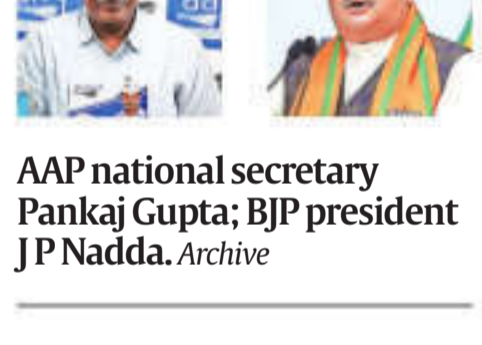 AAP national secretary
Pankaj Gupta; BJP president
J P Nadda. Archive